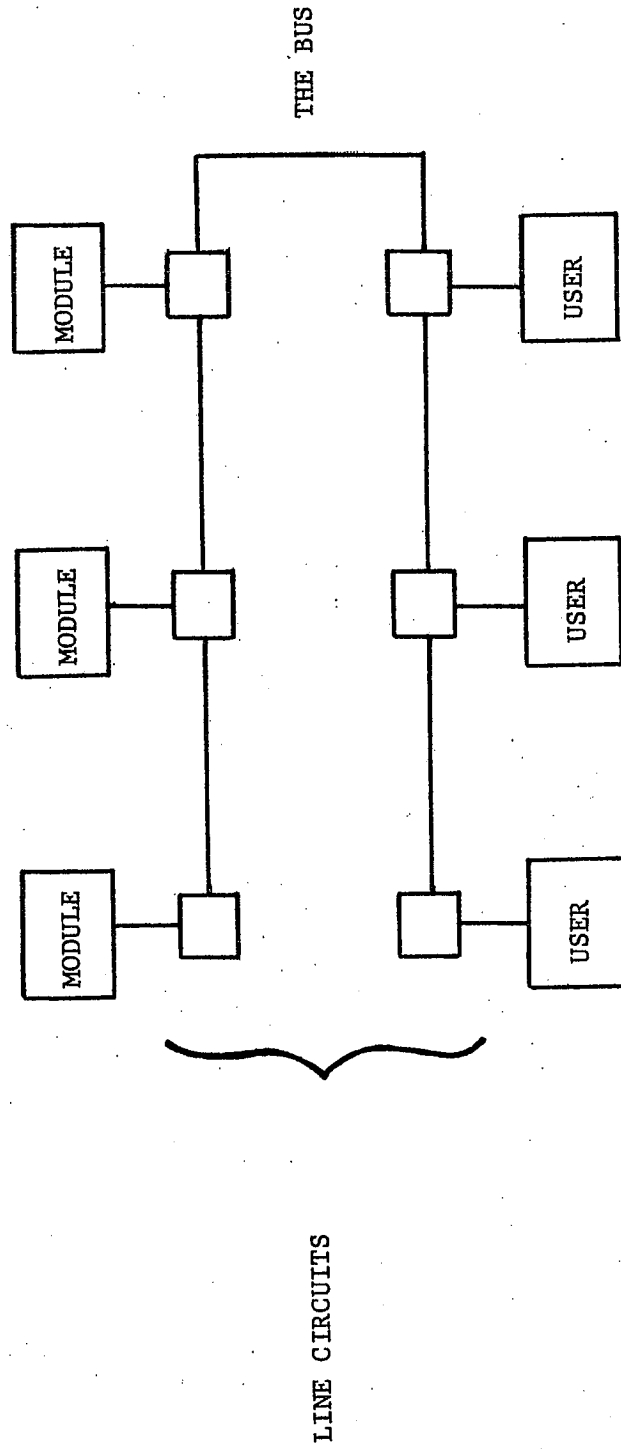 MODULE
MODULE
MODULE
LINE CIRCUITS
THE BUS
USER
USER
USER